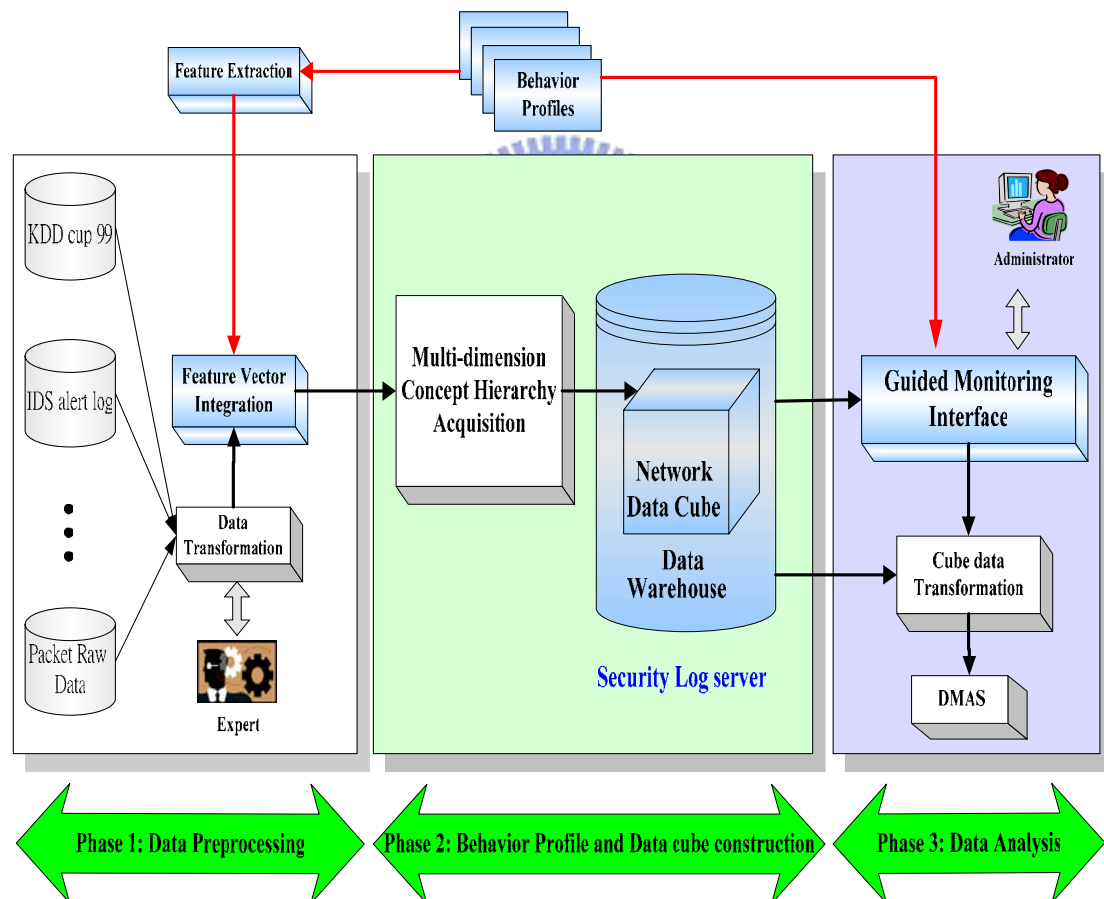 Feature Extraction
Behavior
Profiles
KDD cup 99
IDS alert log
Packet Raw
Data
Feature Vector
Integration
Data
Transformation
Expert
Multi-dimension
Concept Hierarchy
Acquisition
Network
Data Cube
Data
Warehouse
Security Log server
Administrator
Guided Monitoring
Interface
Cube data
Transformation
DMAS
Phase 1: Data Preprocessing
Phase 2: Behavior Profile and Data cube construction
Phase 3: Data Analysis